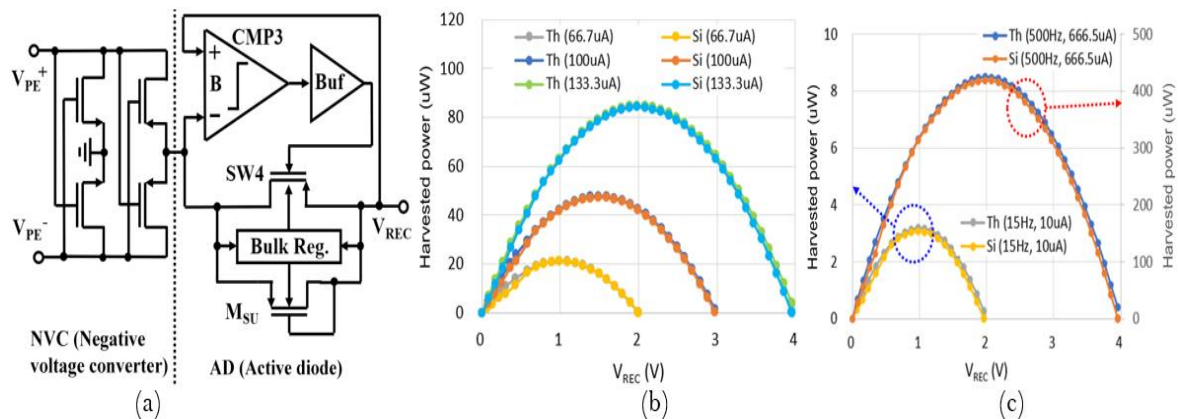 V_PE^+
V_PE^-
CMP3
+
B
-
Buf
SW4
Bulk Reg.
M_SU
V_REC
NVC (Negative
voltage converter)
AD (Active diode)
(a)
Harvested power (uW)
120
100
80
60
40
20
0
Th (66.7uA)
Si (66.7uA)
Th (100uA)
Si (100uA)
Th (133.3uA)
Si (133.3uA)
0 1 2 3 4
V_REC (V)
(b)
Harvested power (uW)
10
8
6
4
2
0
Th (500Hz, 666.5uA)
Si (500Hz, 666.5uA)
Th (15Hz, 10uA)
Si (15Hz, 10uA)
500
400
300
200
100
0
Harvested power (uW)
0 1 2 3 4
V_REC (V)
(c)